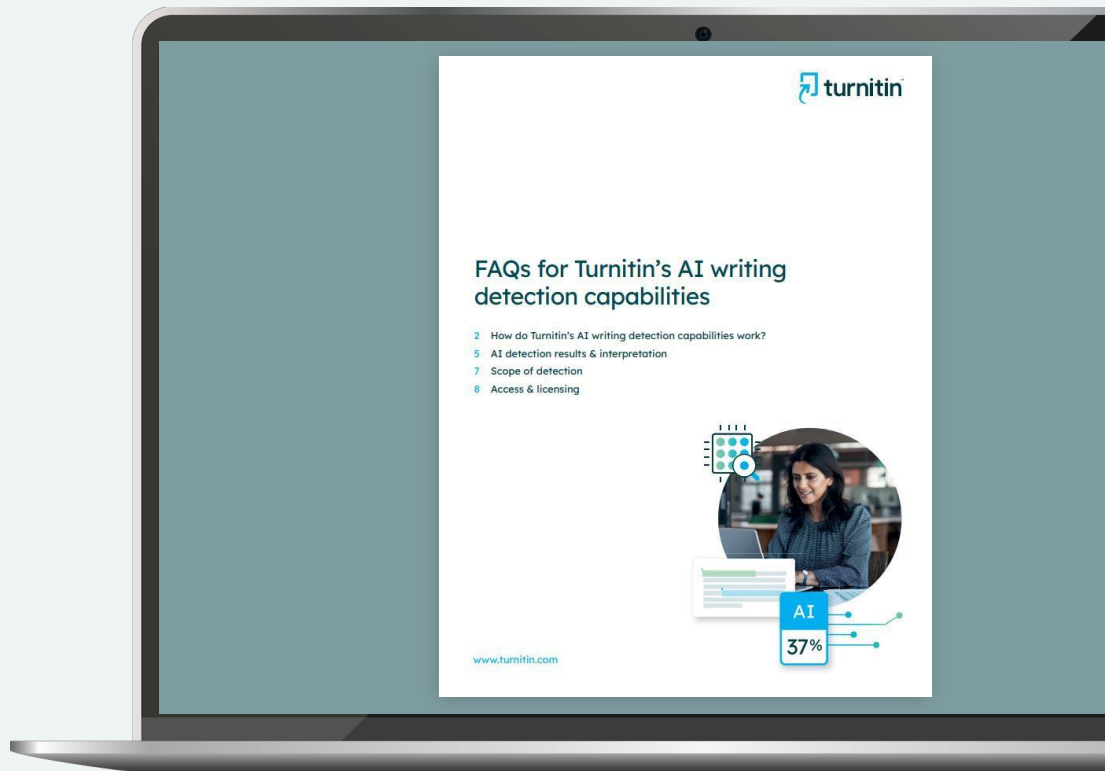 turnitin
FAQs for Turnitin's AI writing
detection capabilities
2 How do Turnitin's AI writing detection capabilities work?
5 AI detection results & interpretation
7 Scope of detection
8 Access & licensing
AI
37%
www.turnitin.com